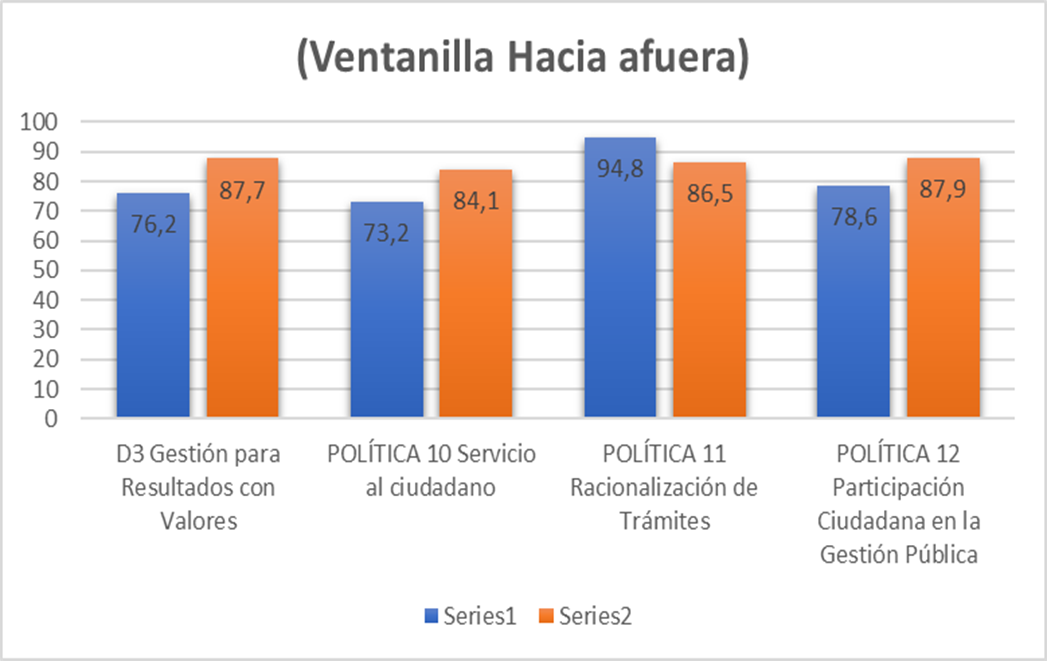 (Ventanilla Hacia afuera)
100
90
80
70
60
50
40
30
20
10
0
76,2
87,7
73,2
84,1
94,8
86,5
78,6
87,9
D3 Gestión para
Resultados con
Valores
POLÍTICA 10 Servicio
al ciudadano
POLÍTICA 11
Racionalización de
Trámites
POLÍTICA 12
Participación
Ciudadana en la
Gestión Pública
Series1
Series2